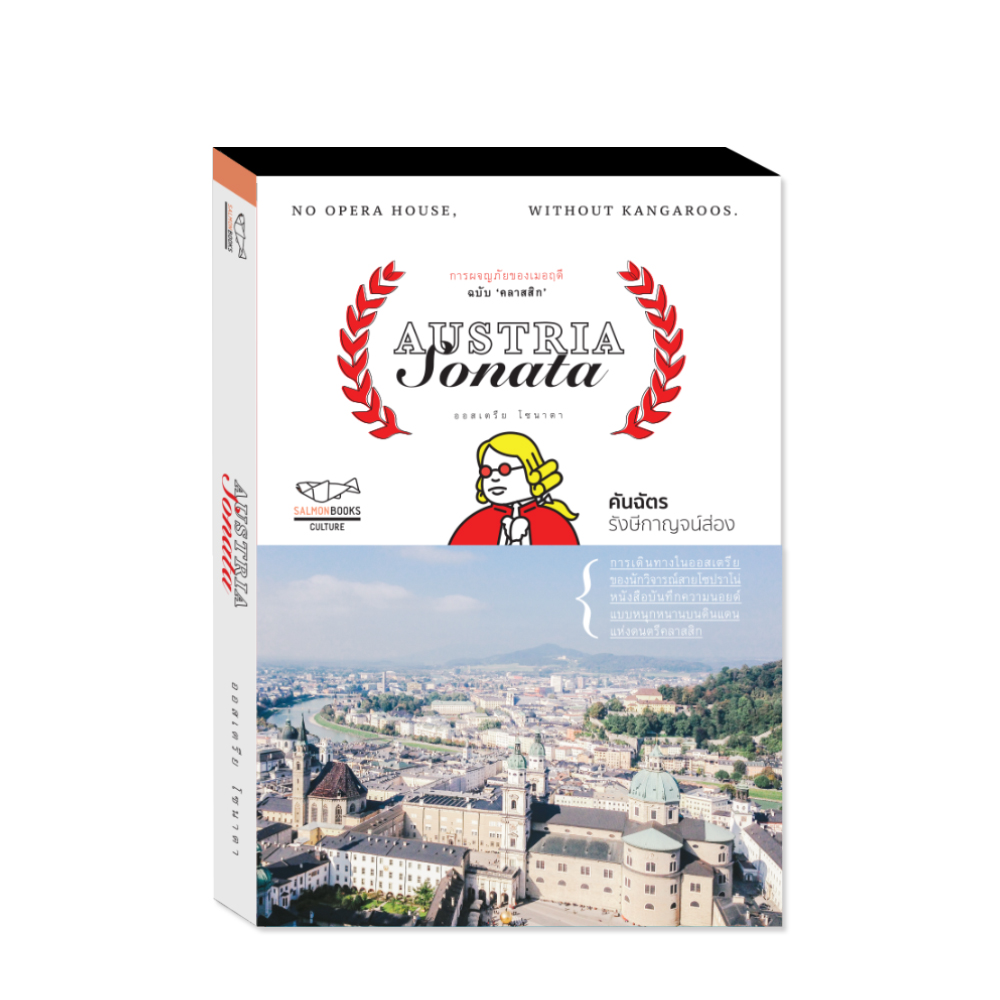 NO OPERA HOUSE, WITHOUT KANGAROOS.
การผจญภัยของเมอฤดี
ฉบับ ‘คลาสสิก’
AUSTRIA
Sonata
ออสเตรีย โซนาตา
SALMONBOOKS
CULTURE
คันฉัตร
รังษีกาญจน์ส่อง
การเดินทางในออสเตรีย
ของนักวิจารณ์สายโซปราโน่
หนังสือบันทึกความนอยด์
แบบหนุกหนานบนดินแดน
แห่งดนตรีคลาสสิก
SALMONBOOKS
AUSTRIA
Sonata
ออสเตรีย โซนาตา